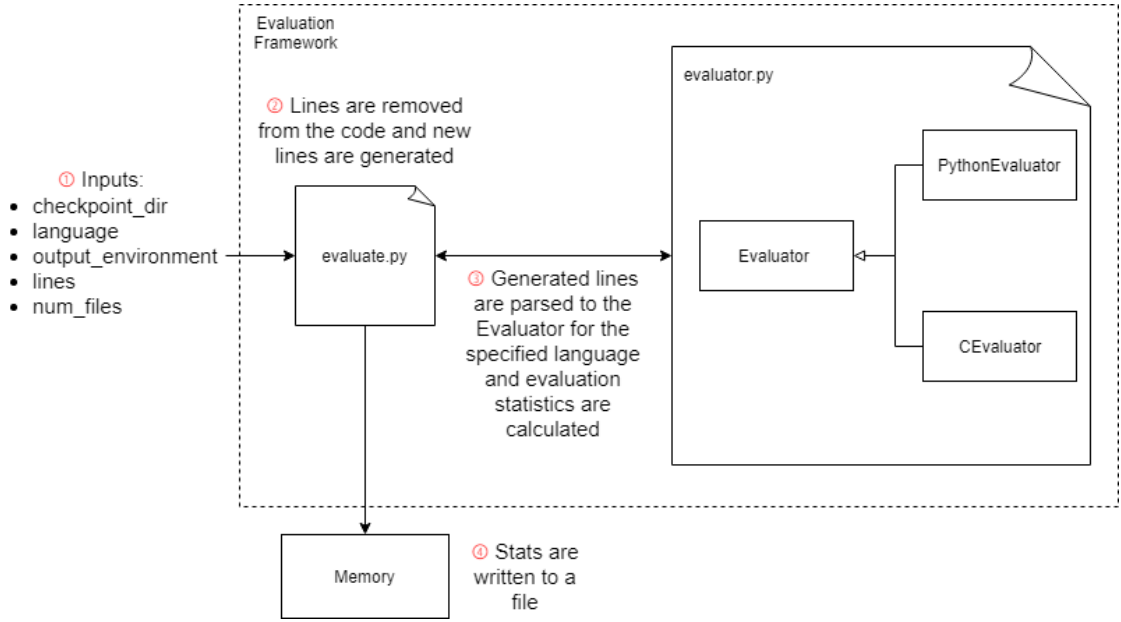 Evaluation
Framework
evaluator.py
② Lines are removed
from the code and new
lines are generated
① Inputs:
• checkpoint_dir
• language
• output_environment
• lines
• num_files
evaluate.py
PythonEvaluator
Evaluator
CEvaluator
③ Generated lines
are parsed to the
Evaluator for the
specified language
and evaluation
statistics are
calculated
Memory
④ Stats are
written to a
file